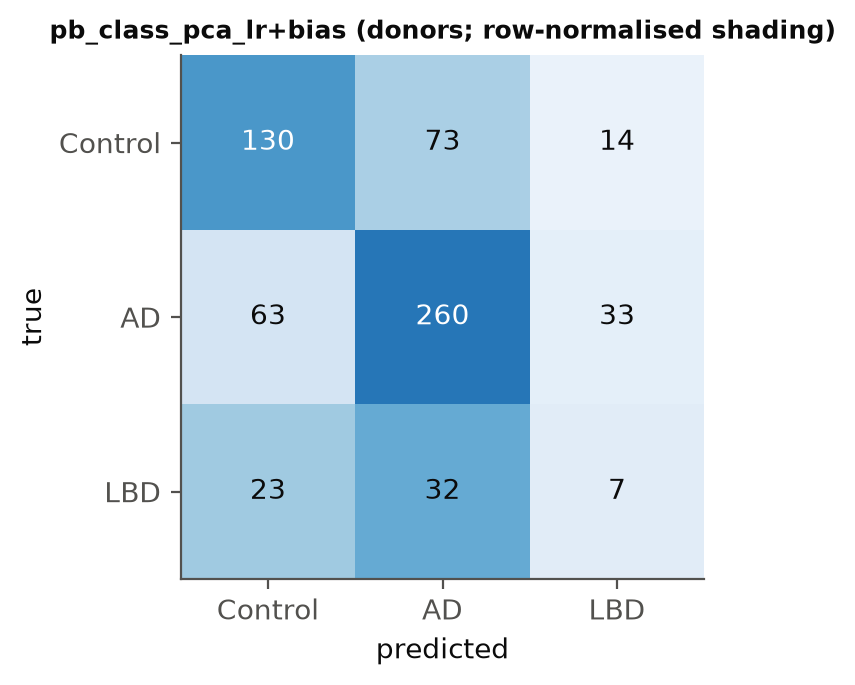 pb_class_pca_lr+bias (donors; row-normalised shading)
Control 130 73 14
AD 63 260 33
LBD 23 32 7
true
Control AD LBD
predicted